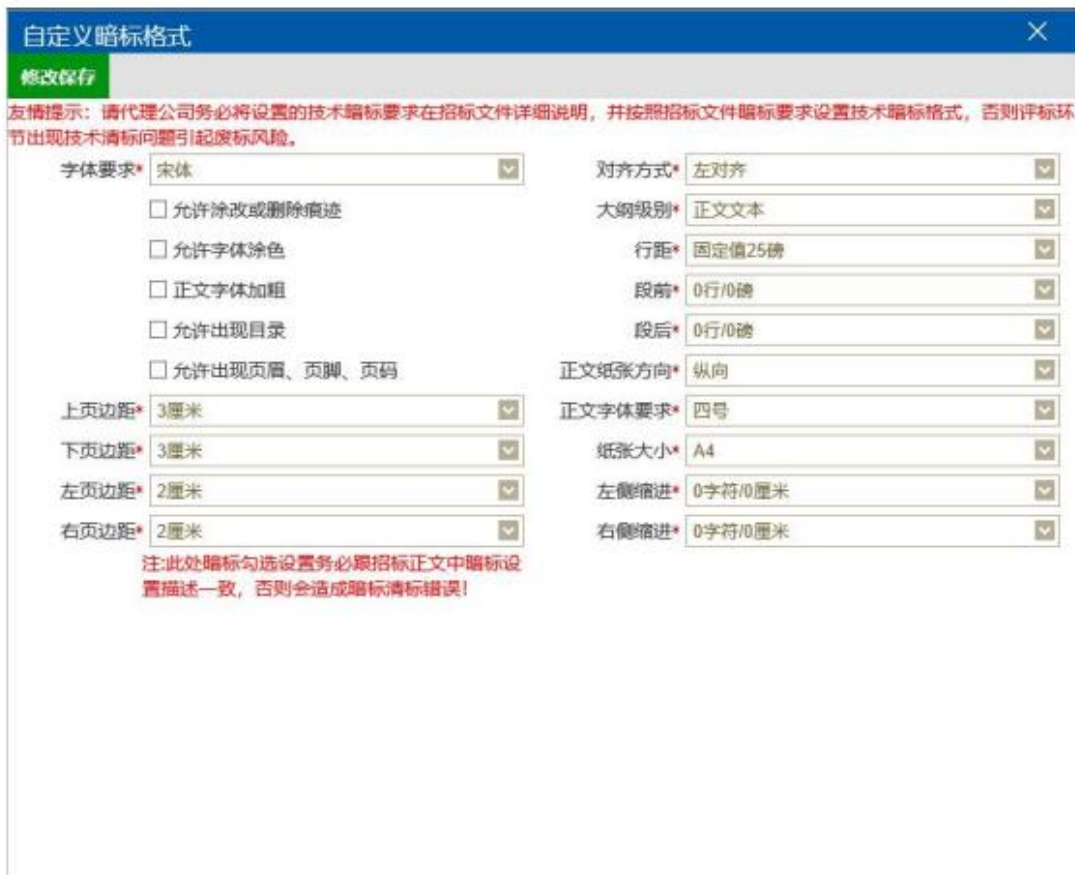 自定义暗标格式
修改保存
友情提示：请代理公司务必将设置的技术暗标要求在招标文件详细说明，并按照招标文件暗标要求设置技术暗标格式，否则评标环
节出现技术清标问题引起废标风险。
字体要求* 宋体 对齐方式* 左对齐
允许涂改或删除痕迹 大纲级别* 正文文本
允许字体涂色 行距* 固定值25磅
正文字体加粗 段前* 0行/0磅
允许出现目录 段后* 0行/0磅
允许出现页眉、页脚、页码 正文纸张方向* 纵向
上页边距* 3厘米 正文字体要求* 四号
下页边距* 3厘米 纸张大小* A4
左页边距* 2厘米 左侧缩进* 0字符/0厘米
右页边距* 2厘米 右侧缩进* 0字符/0厘米
注:此处暗标勾选设置务必跟招标正文中暗标设
置描述一致，否则会造成暗标清标错误!